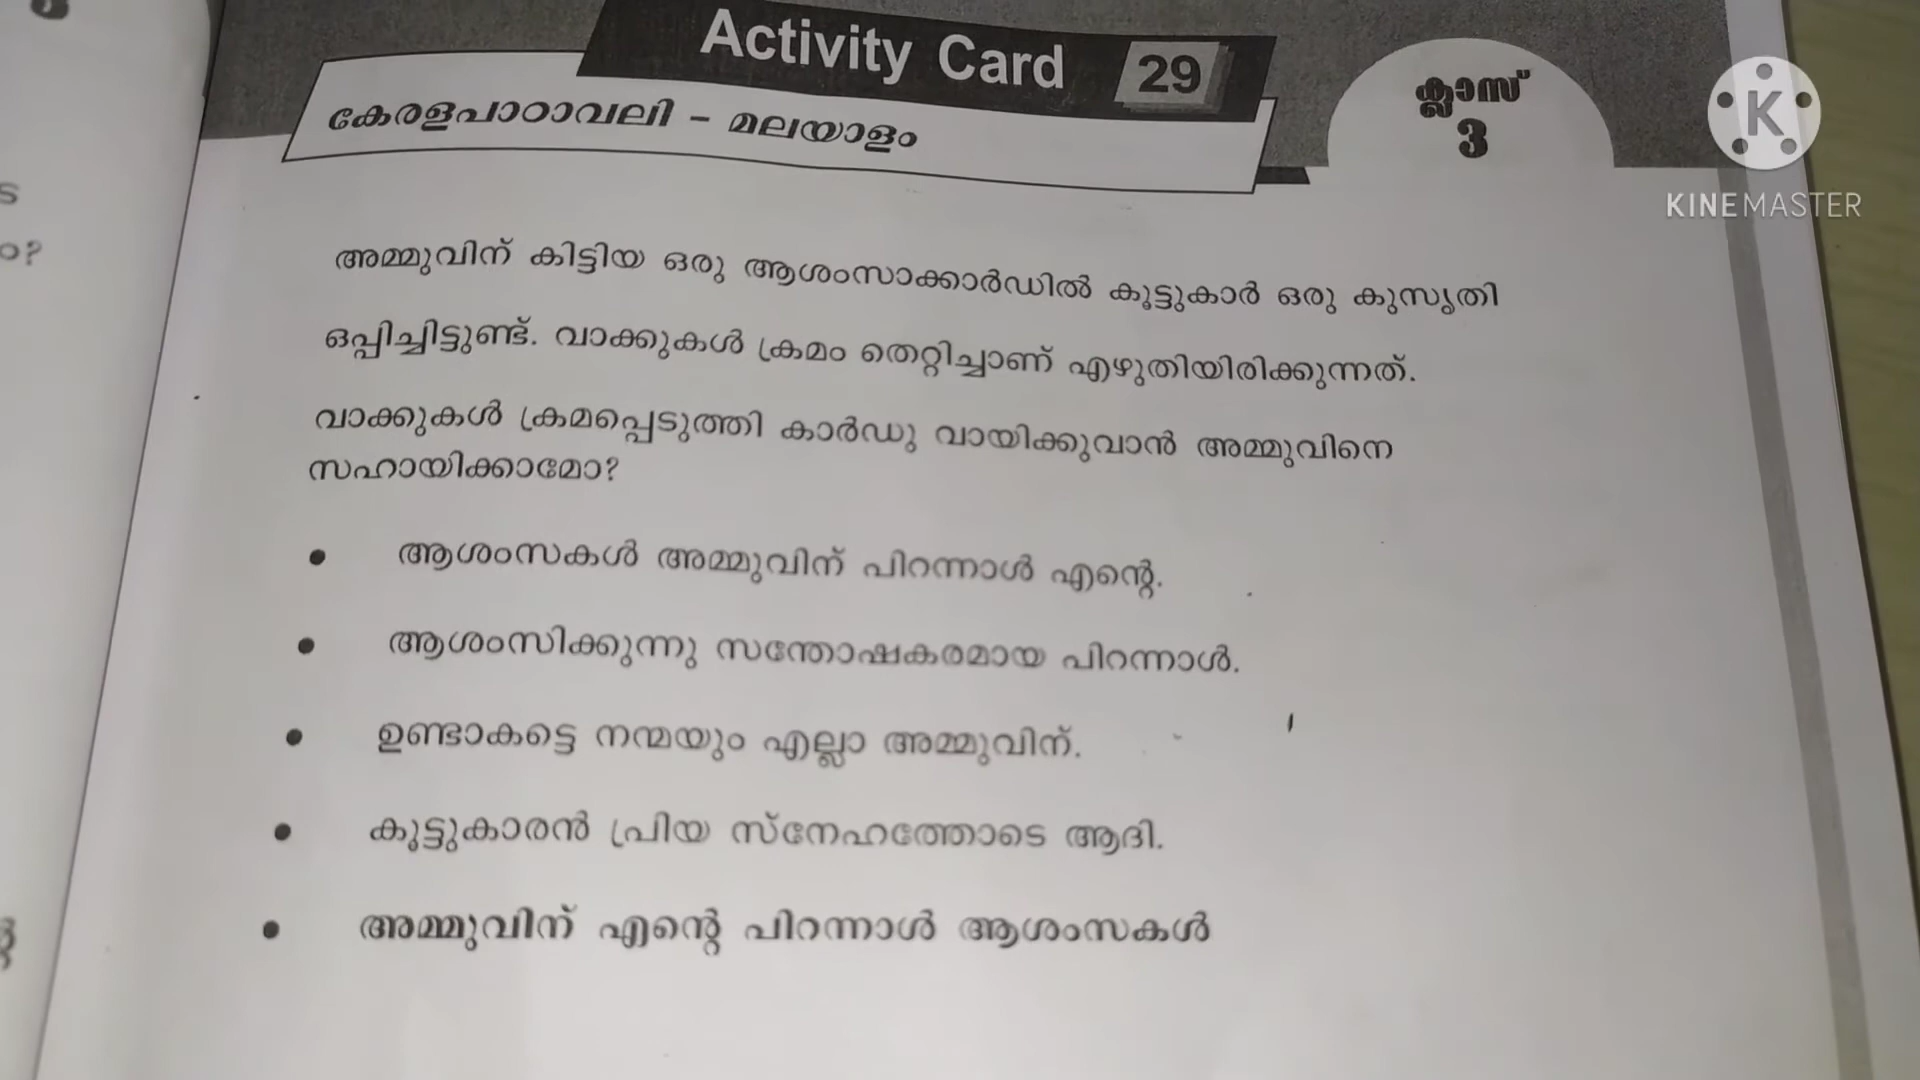 Activity Card 29
കേരളപാഠാവലി - മലയാളം
ക്ലാസ്
3
KINEMASTER
അമ്മുവിന് കിട്ടിയ ഒരു ആശംസാക്കാർഡിൽ കൂട്ടുകാർ ഒരു കുസൃതി
ഒപ്പിച്ചിട്ടുണ്ട്. വാക്കുകൾ ക്രമം തെറ്റിച്ചാണ് എഴുതിയിരിക്കുന്നത്.
വാക്കുകൾ ക്രമപ്പെടുത്തി കാർഡു വായിക്കുവാൻ അമ്മുവിനെ
സഹായിക്കാമോ?
• ആശംസകൾ അമ്മുവിന് പിറന്നാൾ എന്റെ.
• ആശംസിക്കുന്നു സന്തോഷകരമായ പിറന്നാൾ.
• ഉണ്ടാകട്ടെ നന്മയും എല്ലാ അമ്മുവിന്.
• കൂട്ടുകാരൻ പ്രിയ സ്നേഹത്തോടെ ആദി.
• അമ്മുവിന് എന്റെ പിറന്നാൾ ആശംസകൾ